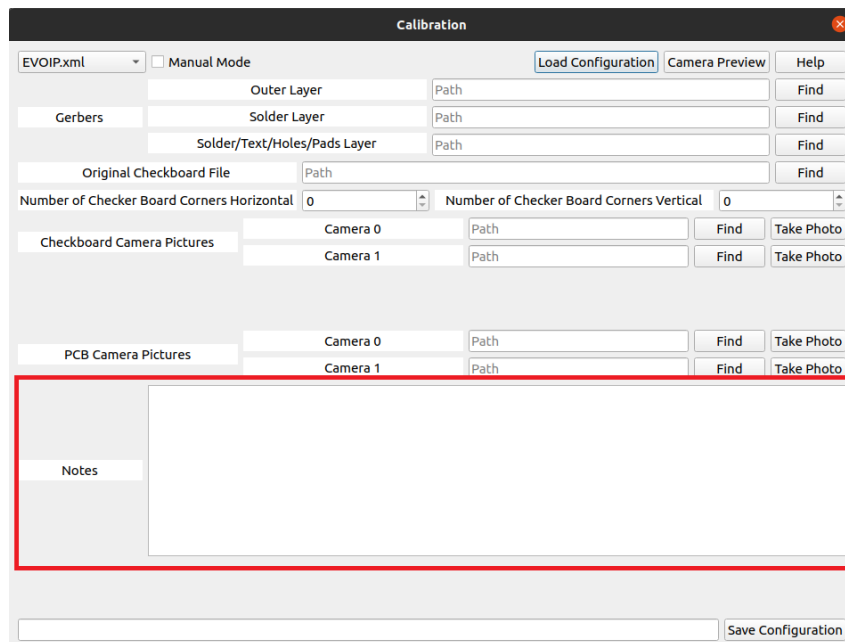 Calibration
EVOIP.xml Manual Mode Load Configuration Camera Preview Help
Outer Layer Path Find
Gerbers Solder Layer Path Find
Solder/Text/Holes/Pads Layer Path Find
Original Checkboard File Path Find
Number of Checker Board Corners Horizontal 0 Number of Checker Board Corners Vertical 0
Camera 0 Path Find Take Photo
Checkboard Camera Pictures
Camera 1 Path Find Take Photo
Camera 0 Path Find Take Photo
PCB Camera Pictures
Camera 1 Path Find Take Photo
Notes
Save Configuration